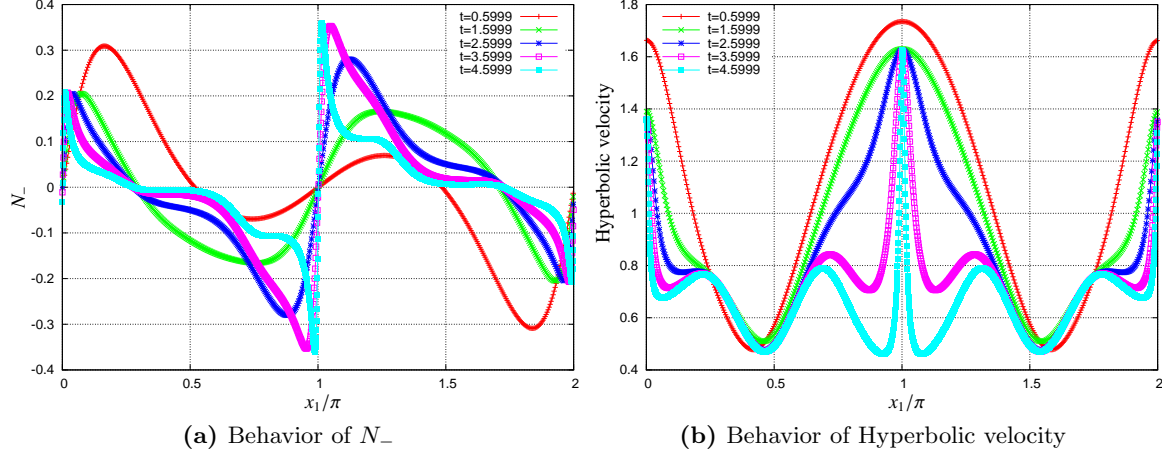 0.4
0.3
0.2
0.1
0
-0.1
-0.2
-0.3
-0.4
N_
t=0.5999
t=1.5999
t=2.5999
t=3.5999
t=4.5999
0 0.5 1 1.5 2
x₁/π
(a) Behavior of N₋
1.8
1.6
1.4
1.2
1
0.8
0.6
0.4
Hyperbolic velocity
t=0.5999
t=1.5999
t=2.5999
t=3.5999
t=4.5999
0 0.5 1 1.5 2
x₁/π
(b) Behavior of Hyperbolic velocity